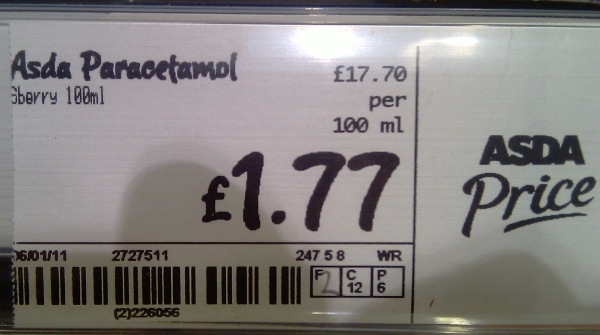 Asda Paracetamol
Sberry 100ml
£17.70
per
100 ml
£1.77
ASDA
Price
06/01/11 2727511 247 5 8 WR
F 2 C 12 P 6
(2)226056